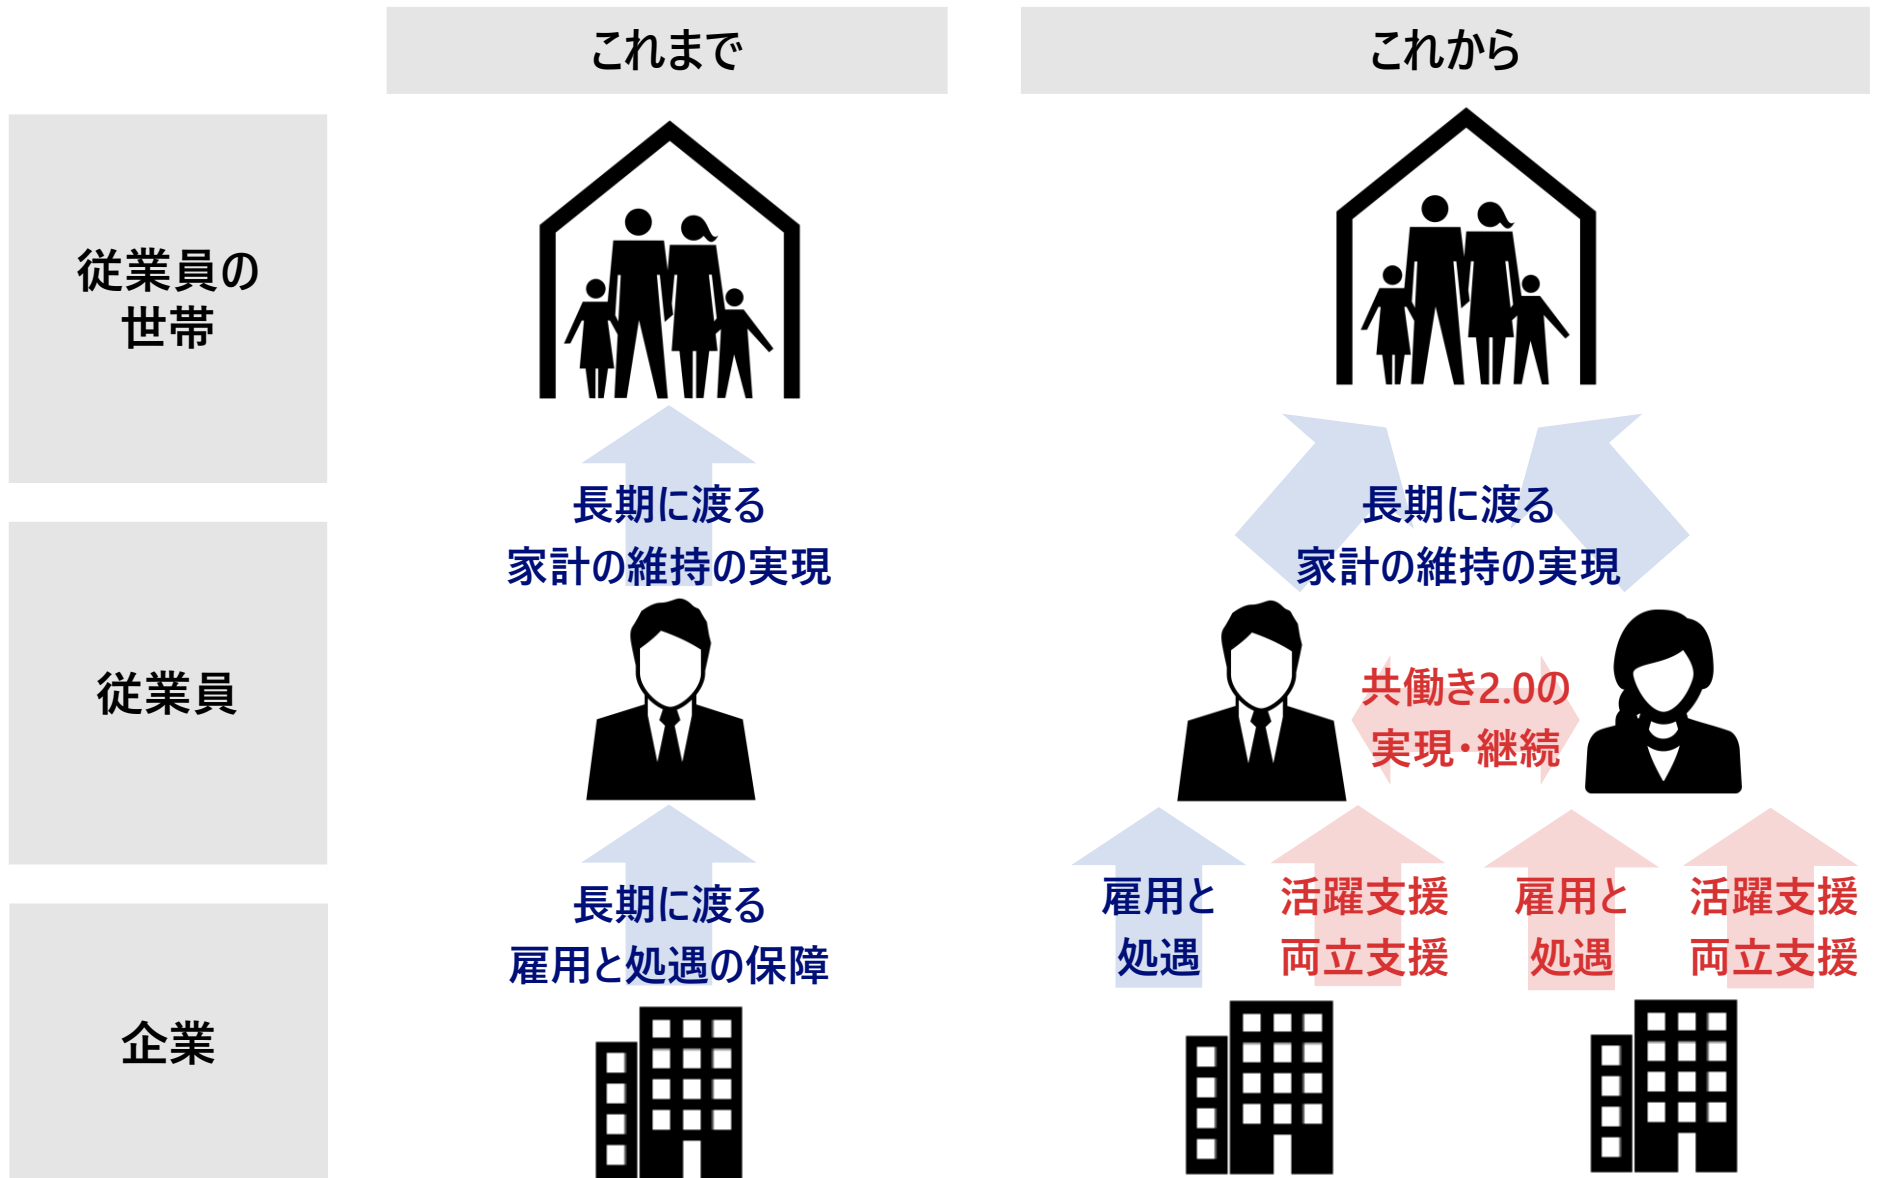 これまで
これから
従業員の
世帯
長期に渡る
家計の維持の実現
長期に渡る
家計の維持の実現
従業員
共働き2.0の
実現・継続
長期に渡る
雇用と処遇の保障
雇用と
処遇
活躍支援
両立支援
雇用と
処遇
活躍支援
両立支援
企業